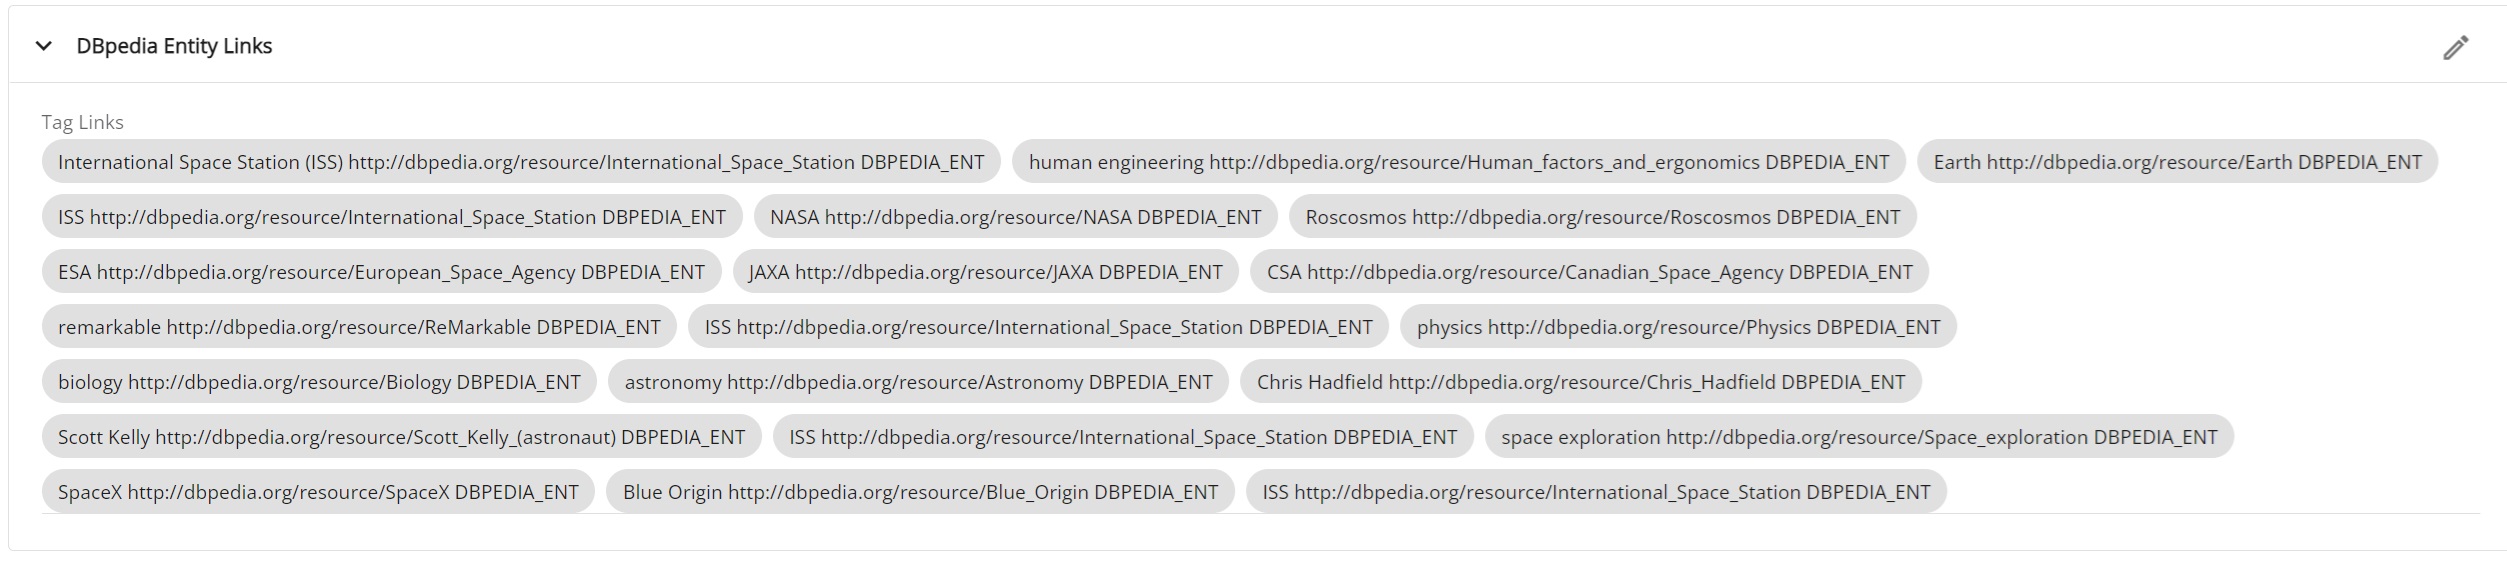 DBpedia Entity Links
Tag Links
International Space Station (ISS) http://dbpedia.org/resource/International_Space_Station DBPEDIA_ENT human engineering http://dbpedia.org/resource/Human_factors_and_ergonomics DBPEDIA_ENT Earth http://dbpedia.org/resource/Earth DBPEDIA_ENT
ISS http://dbpedia.org/resource/International_Space_Station DBPEDIA_ENT NASA http://dbpedia.org/resource/NASA DBPEDIA_ENT Roscosmos http://dbpedia.org/resource/Roscosmos DBPEDIA_ENT
ESA http://dbpedia.org/resource/European_Space_Agency DBPEDIA_ENT JAXA http://dbpedia.org/resource/JAXA DBPEDIA_ENT CSA http://dbpedia.org/resource/Canadian_Space_Agency DBPEDIA_ENT
remarkable http://dbpedia.org/resource/ReMarkable DBPEDIA_ENT ISS http://dbpedia.org/resource/International_Space_Station DBPEDIA_ENT physics http://dbpedia.org/resource/Physics DBPEDIA_ENT
biology http://dbpedia.org/resource/Biology DBPEDIA_ENT astronomy http://dbpedia.org/resource/Astronomy DBPEDIA_ENT Chris Hadfield http://dbpedia.org/resource/Chris_Hadfield DBPEDIA_ENT
Scott Kelly http://dbpedia.org/resource/Scott_Kelly_(astronaut) DBPEDIA_ENT ISS http://dbpedia.org/resource/International_Space_Station DBPEDIA_ENT space exploration http://dbpedia.org/resource/Space_exploration DBPEDIA_ENT
SpaceX http://dbpedia.org/resource/SpaceX DBPEDIA_ENT Blue Origin http://dbpedia.org/resource/Blue_Origin DBPEDIA_ENT ISS http://dbpedia.org/resource/International_Space_Station DBPEDIA_ENT